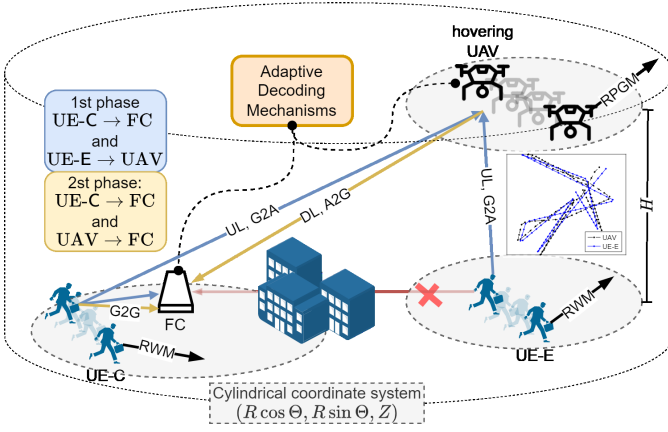 hovering
UAV
RPGM
Adaptive
Decoding
Mechanisms
1st phase
UE-C → FC
and
UE-E → UAV
2st phase:
UE-C → FC
and
UAV → FC
UL, G2A
DL, A2G
UL, G2A
H
UAV
UE-E
G2G
FC
RWM
UE-C
RWM
UE-E
Cylindrical coordinate system
(R cos Θ, R sin Θ, Z)